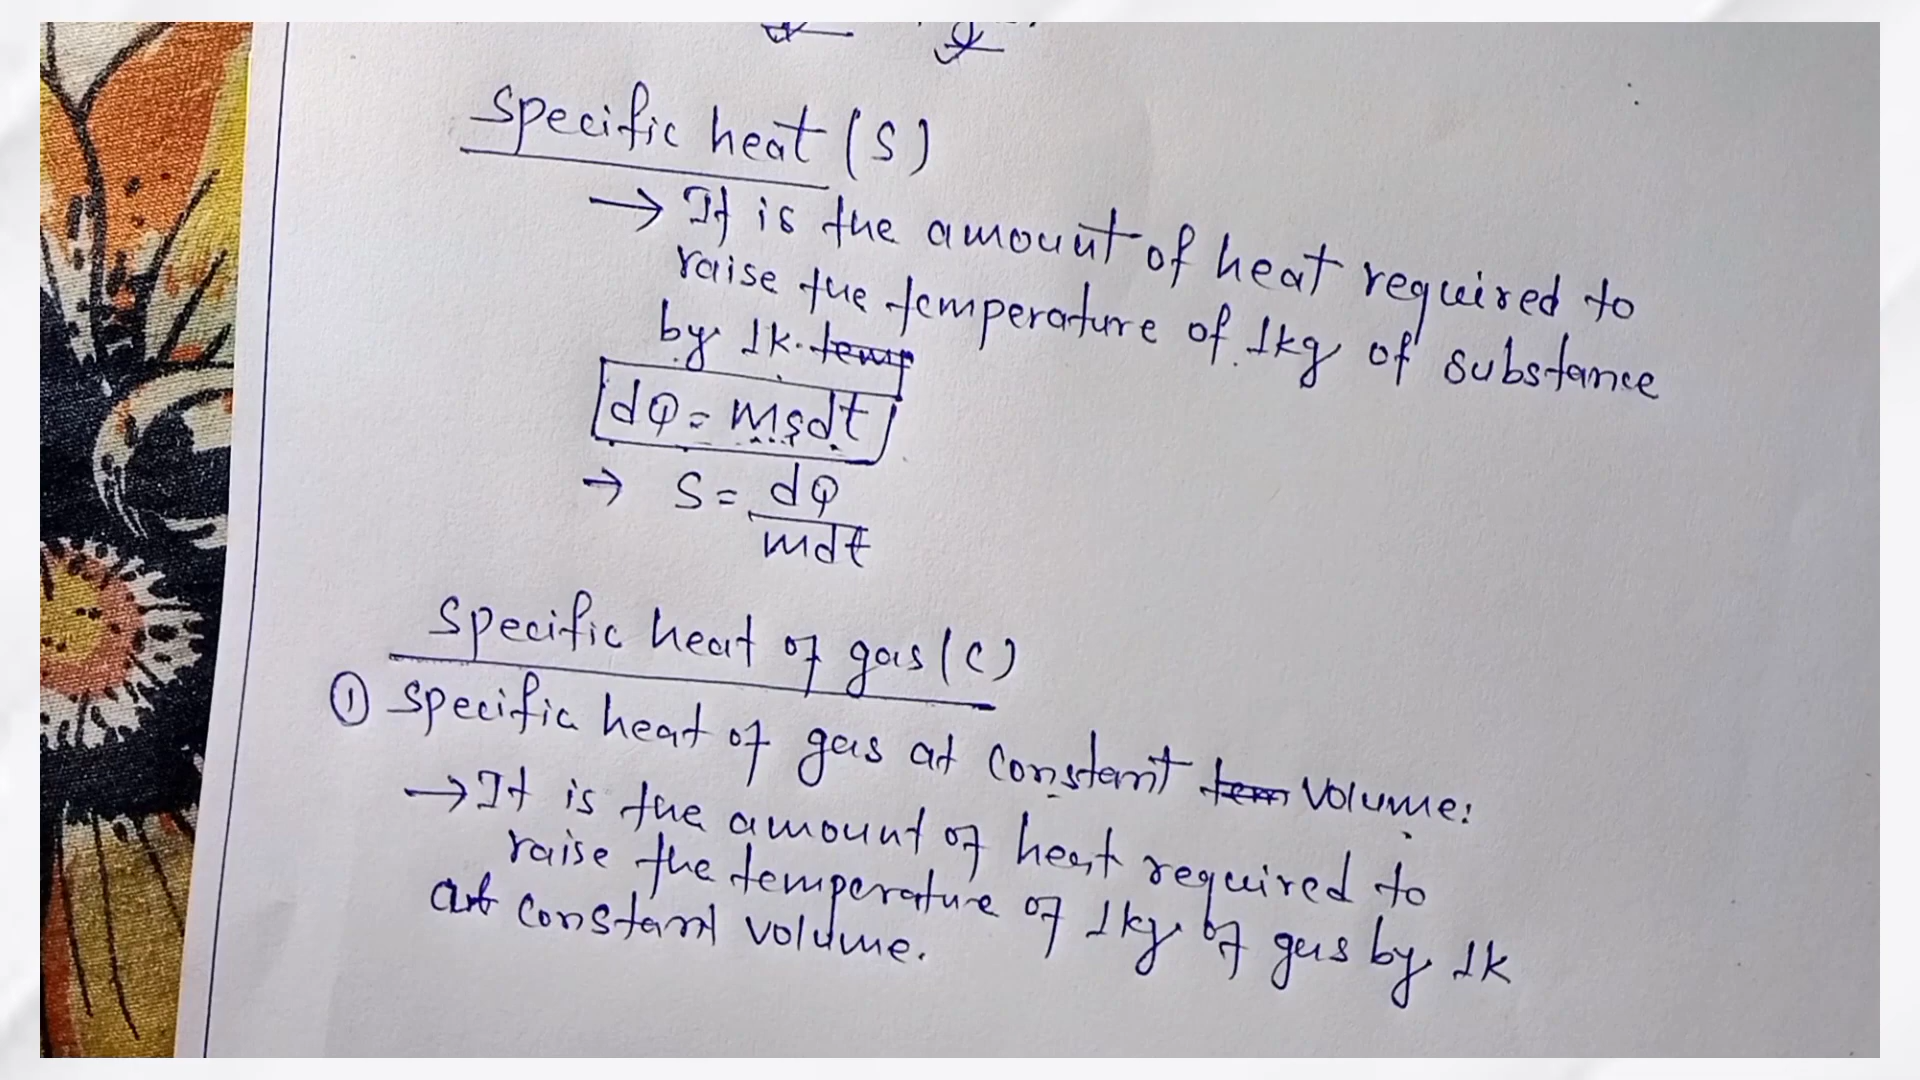 Specific heat (S)
→ It is the amount of heat required to
raise the temperature of 1kg of substance
by 1k. temp
dQ = msdt
→ S = dQ
mdt
Specific heat of gas (C)
① Specific heat of gas at constant tem volume:
→ It is the amount of heat required to
raise the temperature of 1kg of gas by 1k
at constant volume.